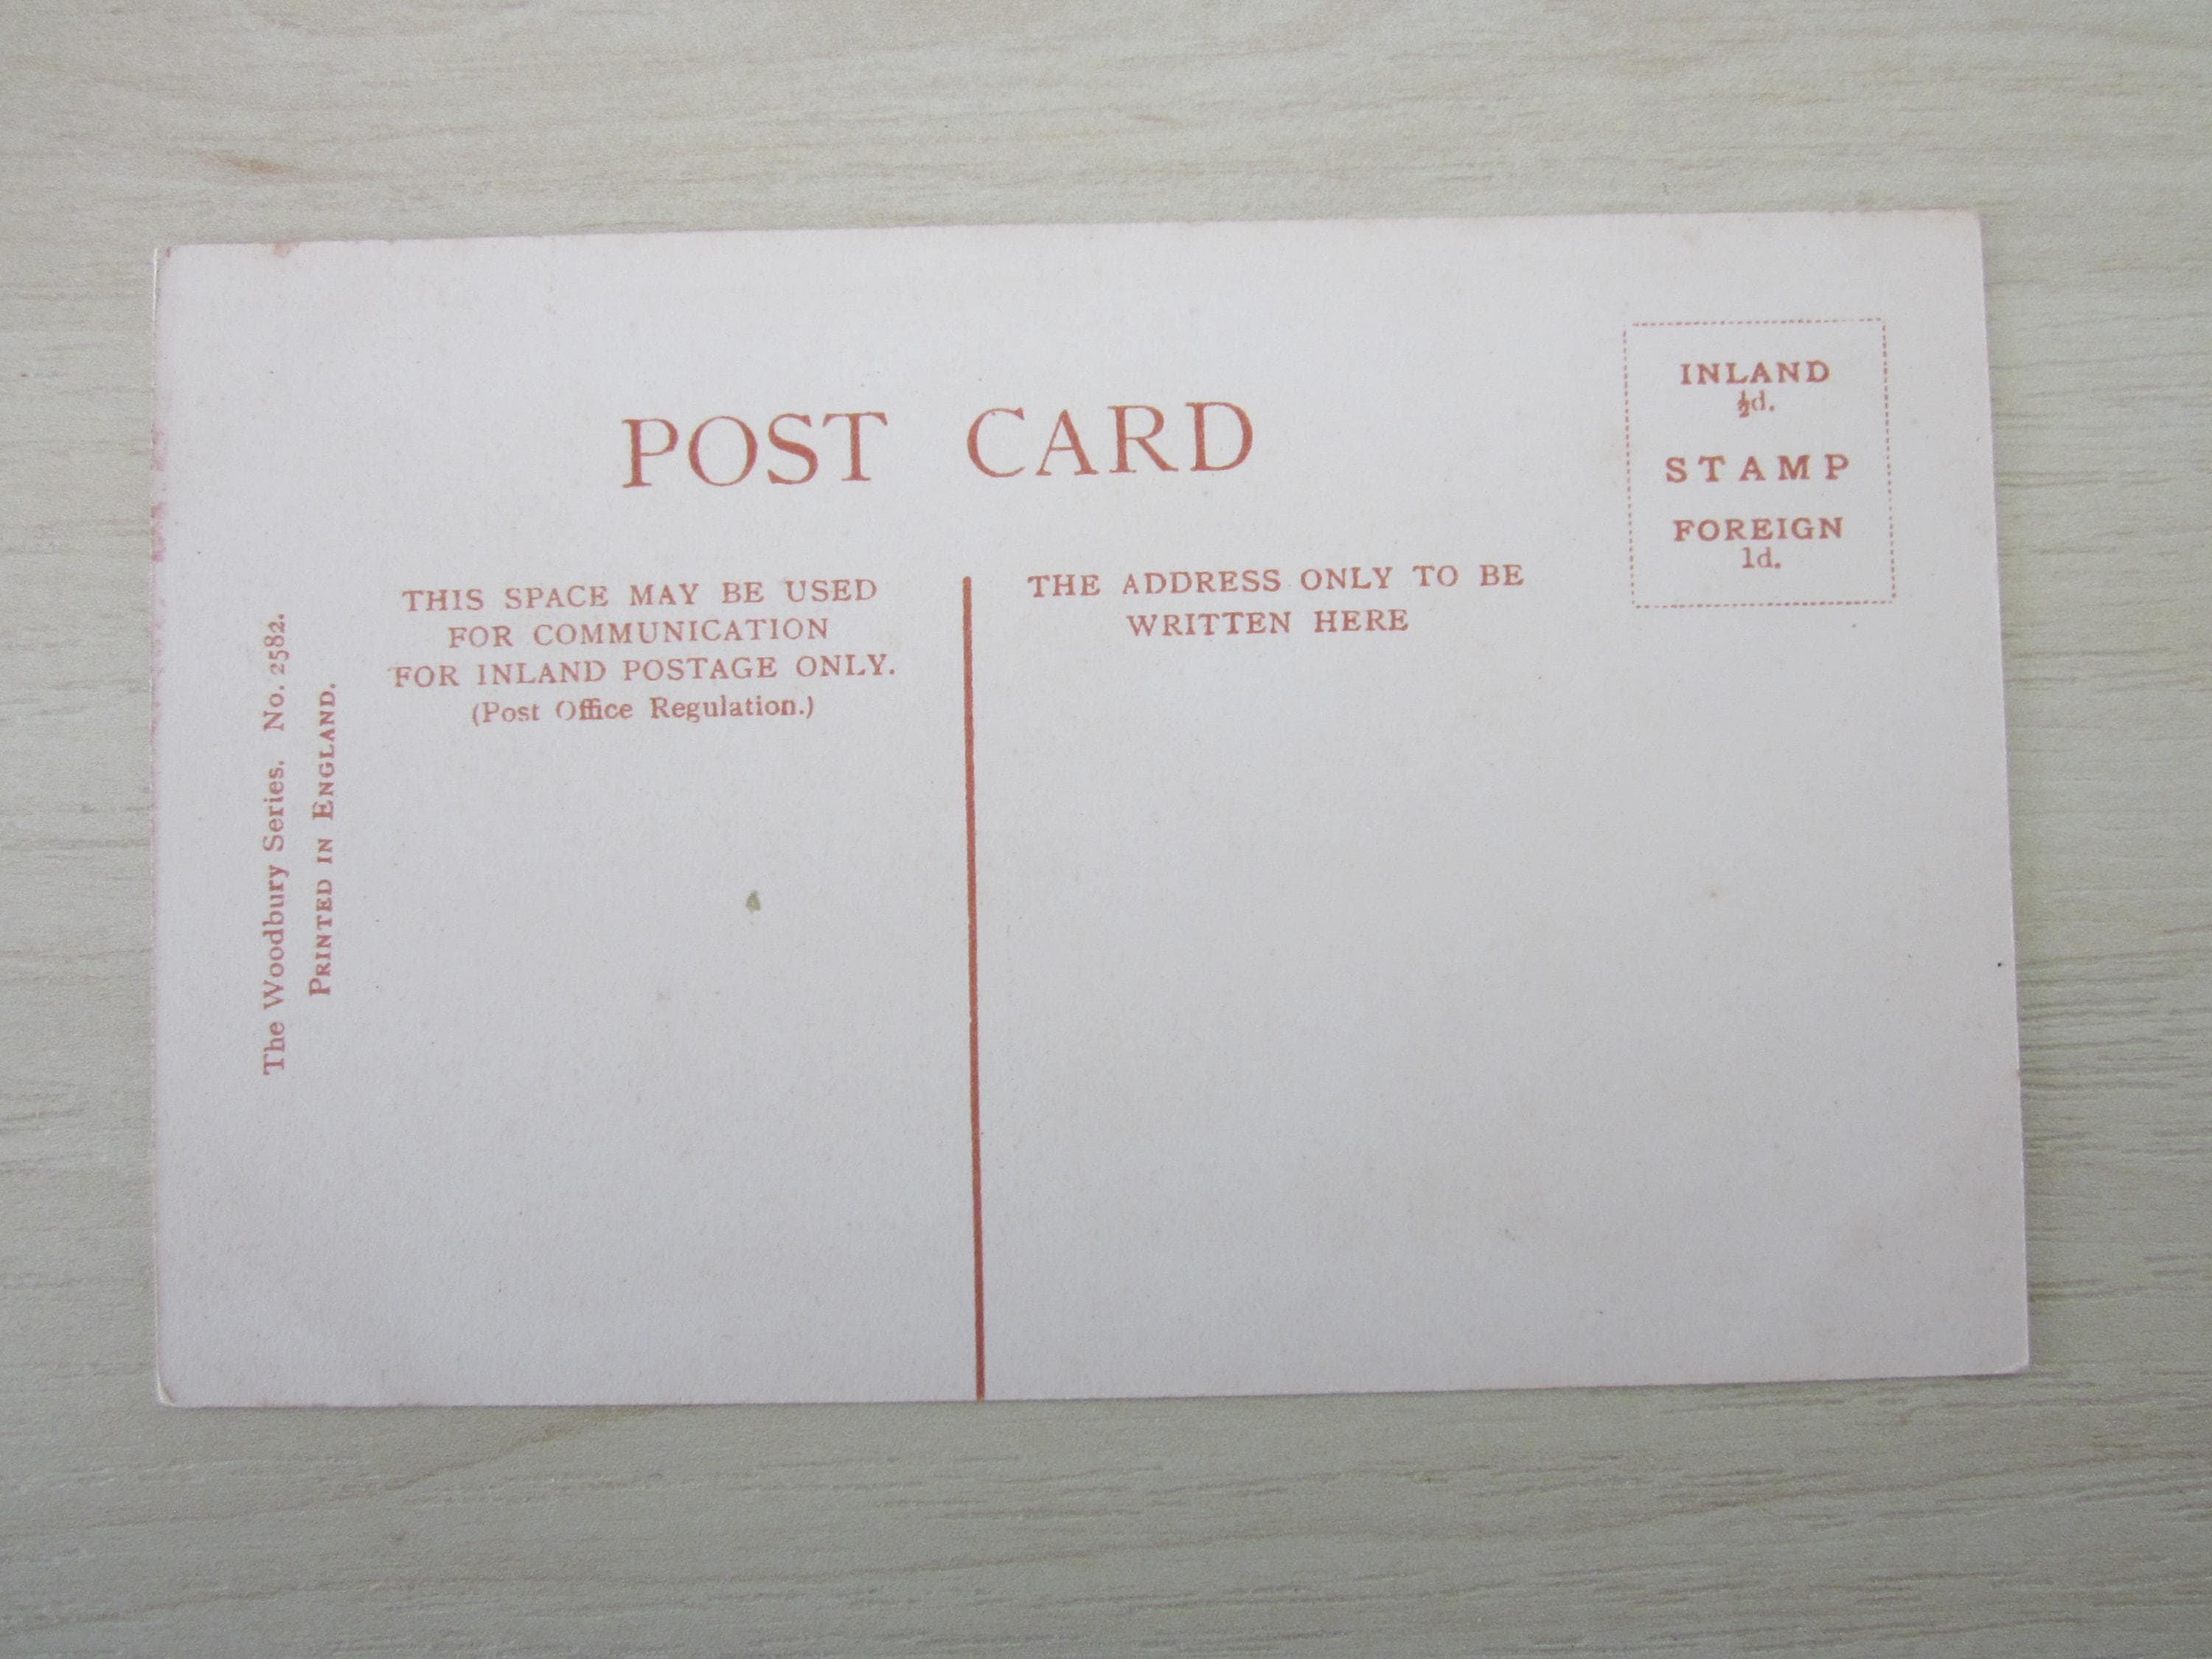 POST CARD
INLAND
½d.
STAMP
FOREIGN
1d.
THIS SPACE MAY BE USED
FOR COMMUNICATION
FOR INLAND POSTAGE ONLY.
(Post Office Regulation.)
THE ADDRESS ONLY TO BE
WRITTEN HERE
The Woodbury Series. No. 2582.
PRINTED IN ENGLAND.